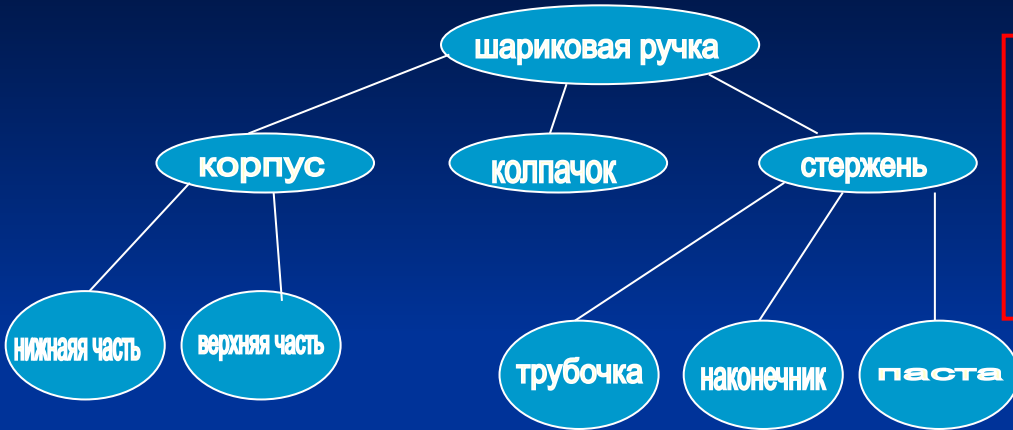 шариковая ручка
корпус
колпачок
стержень
нижнаяя часть
верхняя часть
трубочка
наконечник
паста